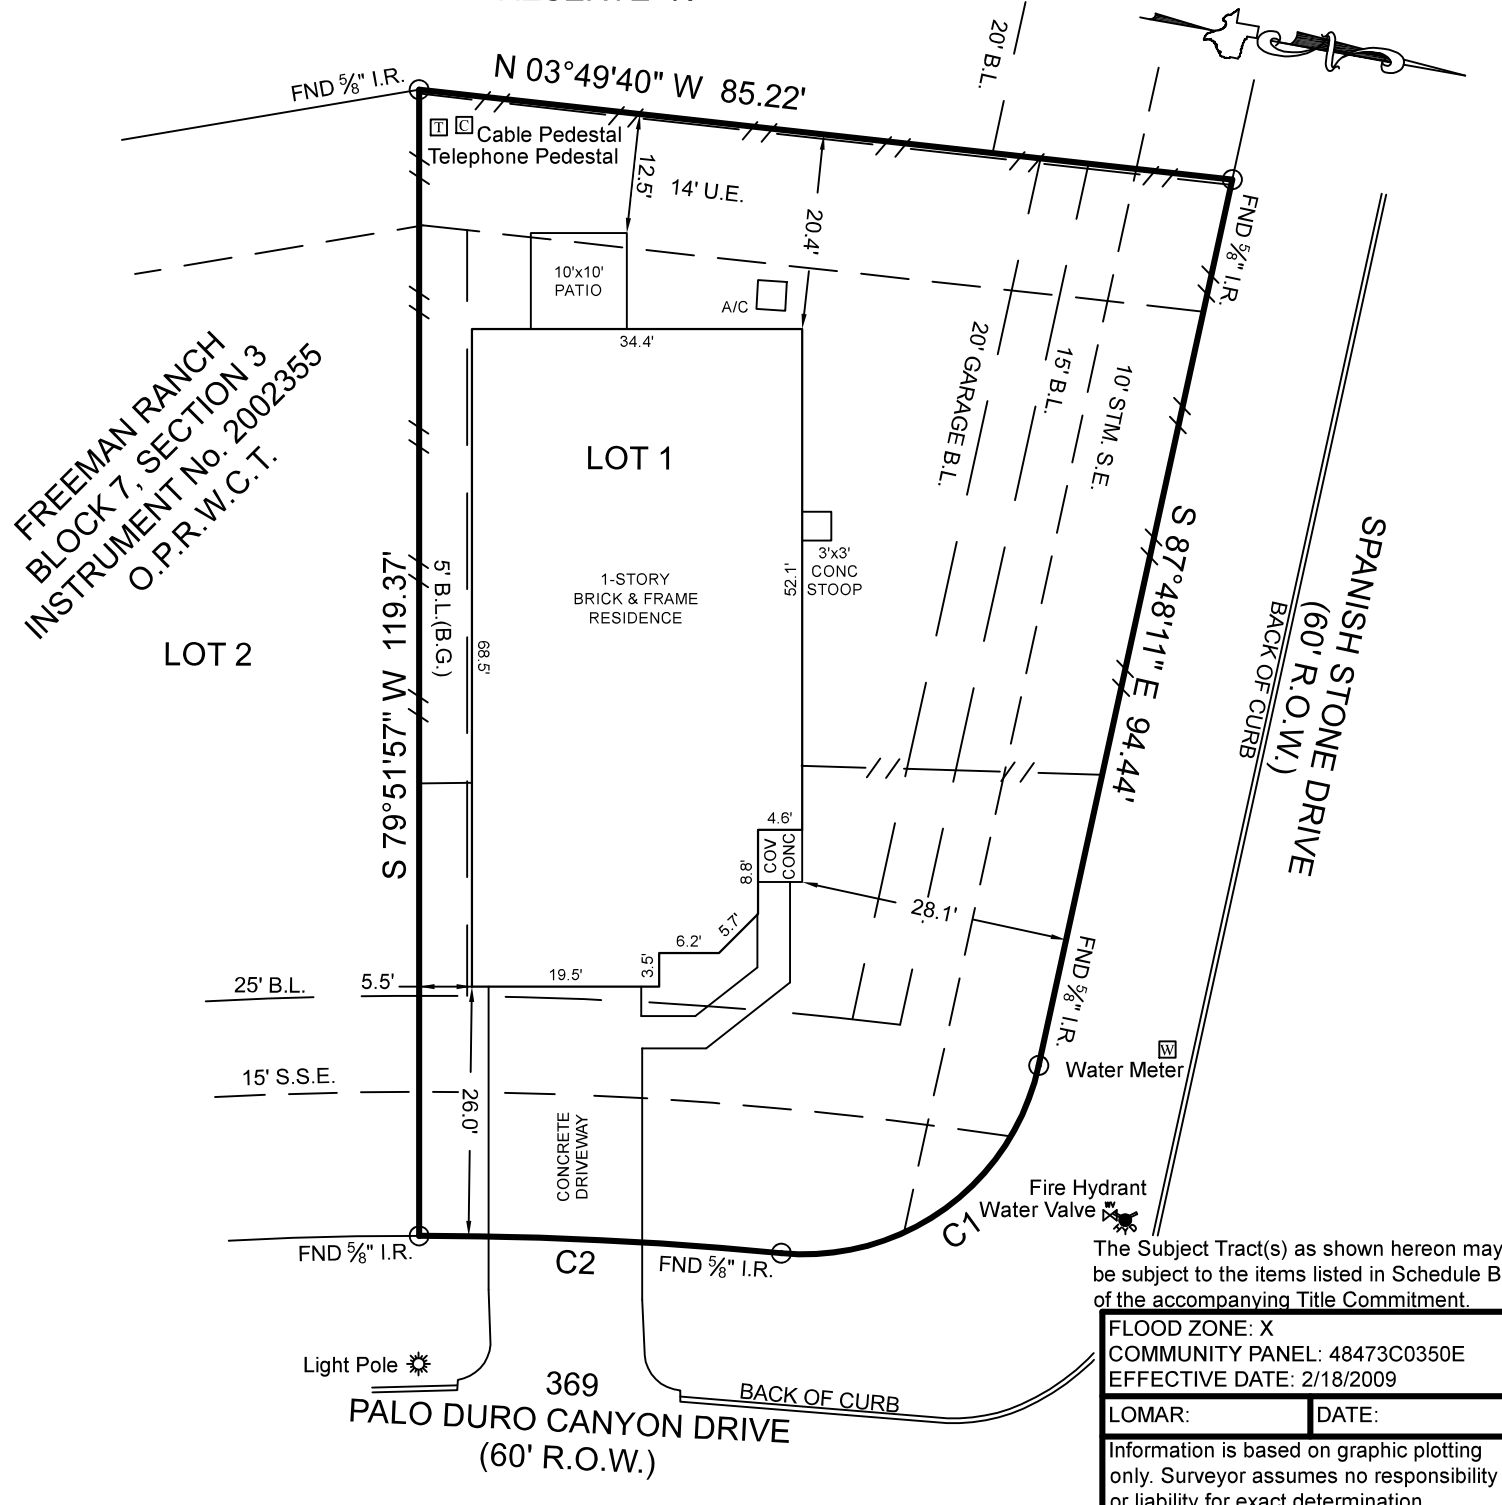 20' B.L.
N 03°49'40" W 85.22'
FND 5/8" I.R.
T C Cable Pedestal
Telephone Pedestal
12.5'
14' U.E.
20.4'
FND 5/8" I.R.
10'x10'
PATIO
A/C
34.4'
FREEMAN RANCH
BLOCK 7, SECTION 3
INSTRUMENT No. 2002355
O.P.R.W.C.T.
20' GARAGE B.L.
15' B.L.
10' STM. S.E.
LOT 1
S 87°48'11" E 94.44'
SPANISH STONE DRIVE
(60' R.O.W.)
BACK OF CURB
3'x3'
CONC
STOOP
52.1'
1-STORY
BRICK & FRAME
RESIDENCE
S 79°51'57" W 119.37'
5' B.L.(B.G.)
LOT 2
68.5'
4.6'
COV
CONC
8.8'
28.1'
5.7'
6.2'
3.5'
19.5'
FND 5/8" I.R.
25' B.L.
5.5'
W
Water Meter
15' S.S.E.
26.0'
CONCRETE
DRIVEWAY
Fire Hydrant
Water Valve
WV
C1
FND 5/8" I.R.
C2
FND 5/8" I.R.
The Subject Tract(s) as shown hereon may
be subject to the items listed in Schedule B
of the accompanying Title Commitment.
FLOOD ZONE: X
COMMUNITY PANEL: 48473C0350E
EFFECTIVE DATE: 2/18/2009
LOMAR: DATE:
Information is based on graphic plotting
only. Surveyor assumes no responsibility
or liability for exact determination
Light Pole
369
PALO DURO CANYON DRIVE
(60' R.O.W.)
BACK OF CURB